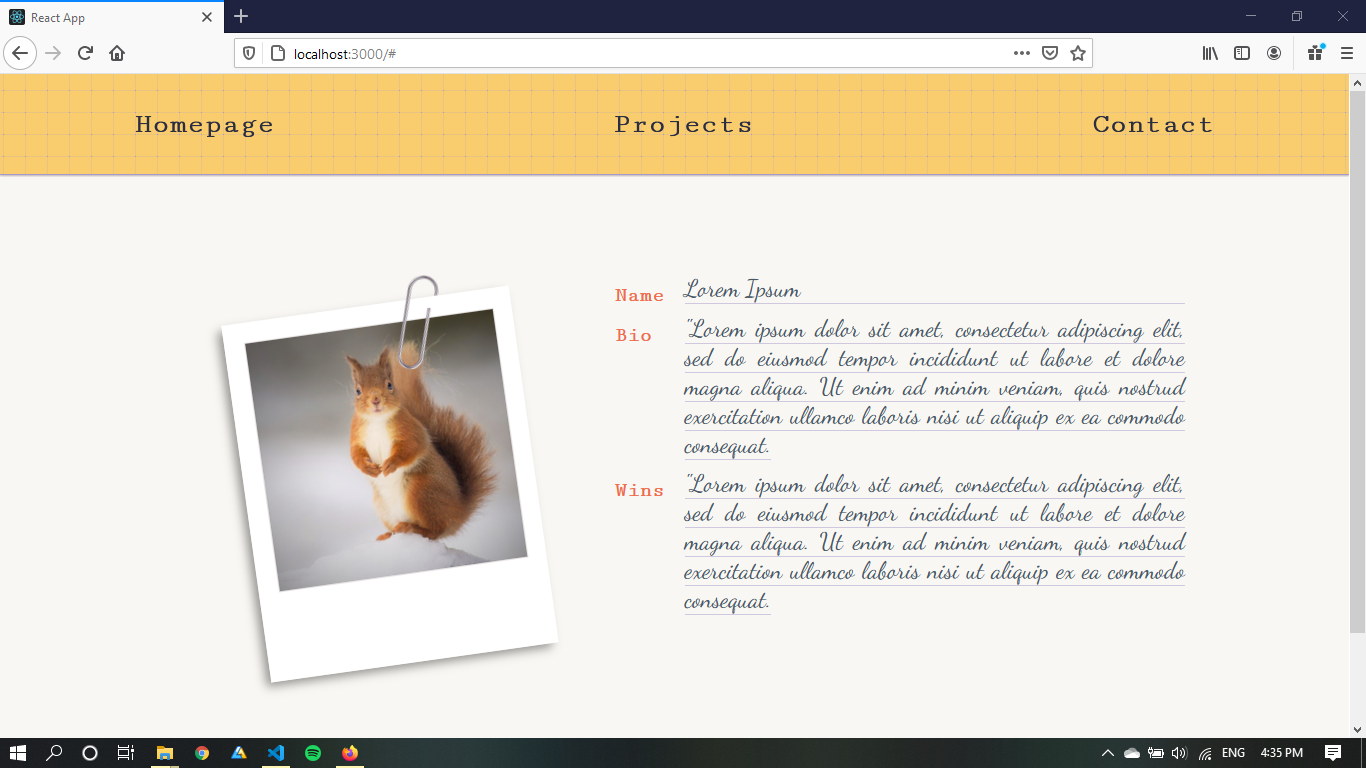 React App
localhost:3000/#
Homepage Projects Contact
Name Lorem Ipsum
Bio "Lorem ipsum dolor sit amet, consectetur adipiscing elit,
sed do eiusmod tempor incididunt ut labore et dolore
magna aliqua. Ut enim ad minim veniam, quis nostrud
exercitation ullamco laboris nisi ut aliquip ex ea commodo
consequat.
Wins "Lorem ipsum dolor sit amet, consectetur adipiscing elit,
sed do eiusmod tempor incididunt ut labore et dolore
magna aliqua. Ut enim ad minim veniam, quis nostrud
exercitation ullamco laboris nisi ut aliquip ex ea commodo
consequat.
ENG 4:35 PM